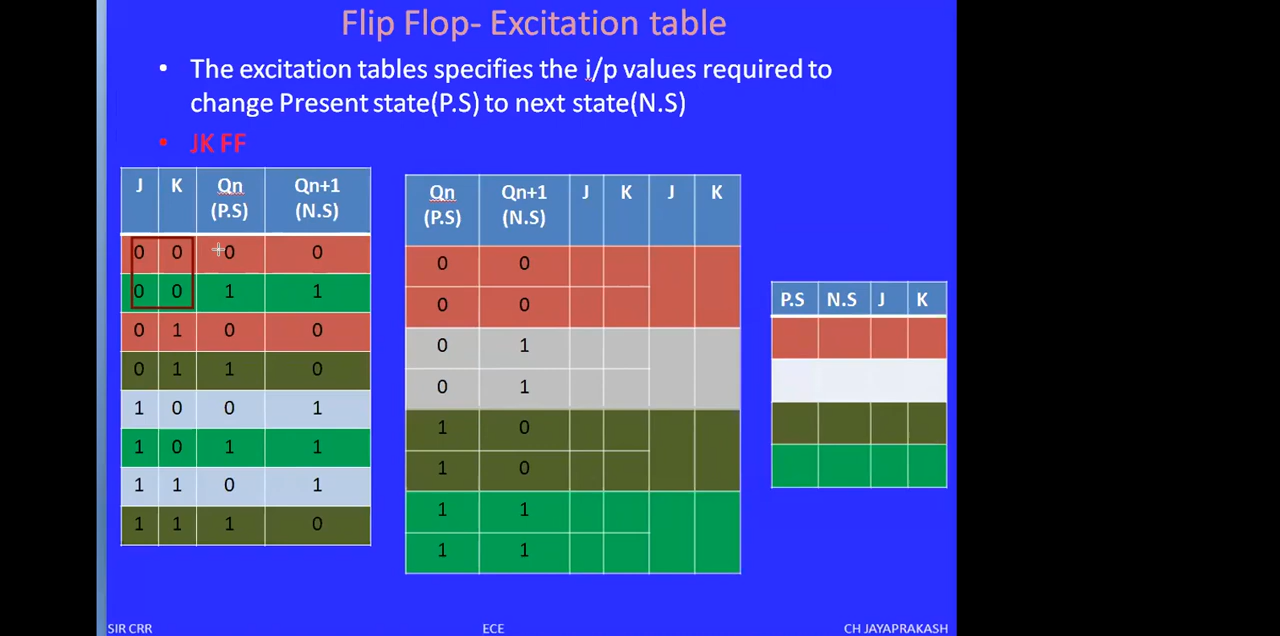 Flip Flop- Excitation table
• The excitation tables specifies the i/p values required to
change Present state(P.S) to next state(N.S)
• JK FF
J K Qn (P.S) Qn+1 (N.S)
0 0 0 0
0 0 1 1
0 1 0 0
0 1 1 0
1 0 0 1
1 0 1 1
1 1 0 1
1 1 1 0
Qn (P.S) Qn+1 (N.S) J K J K
0 0
0 0
0 1
0 1
1 0
1 0
1 1
1 1
P.S N.S J K
SIR CRR ECE CH JAYAPRAKASH